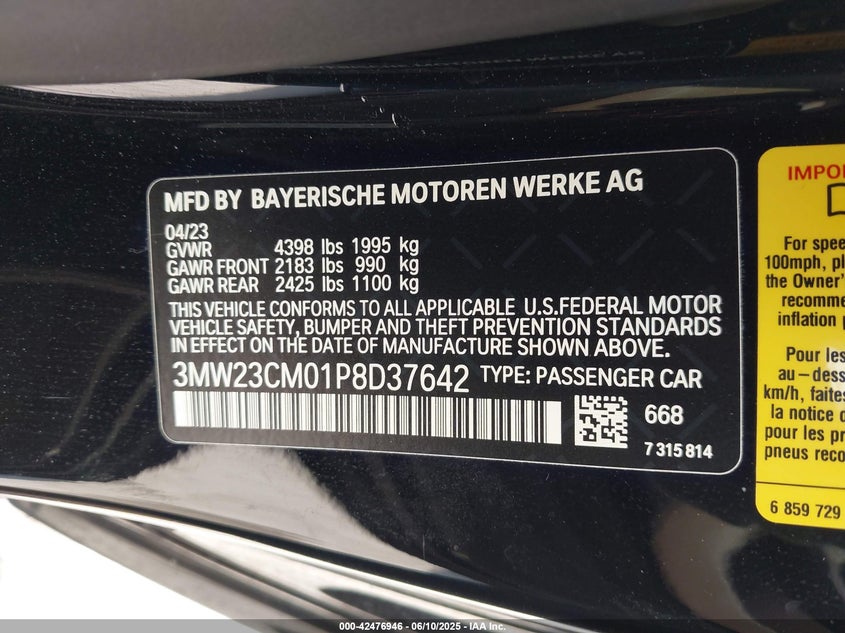 MFD BY BAYERISCHE MOTOREN WERKE AG
04/23
GVWR 4398 lbs 1995 kg
GAWR FRONT 2183 lbs 990 kg
GAWR REAR 2425 lbs 1100 kg
THIS VEHICLE CONFORMS TO ALL APPLICABLE U.S.FEDERAL MOTOR
VEHICLE SAFETY, BUMPER AND THEFT PREVENTION STANDARDS
IN EFFECT ON THE DATE OF MANUFACTURE SHOWN ABOVE.
3MW23CM01P8D37642 TYPE: PASSENGER CAR
668
7 315 814
For spee
100mph, pl
the Owner'
recomme
inflation p
Pour les
au – dess
km/h, faites
la notice d
pour les pr
pneus reco
6 859 729
000-42476946 - 06/10/2025 - IAA Inc.